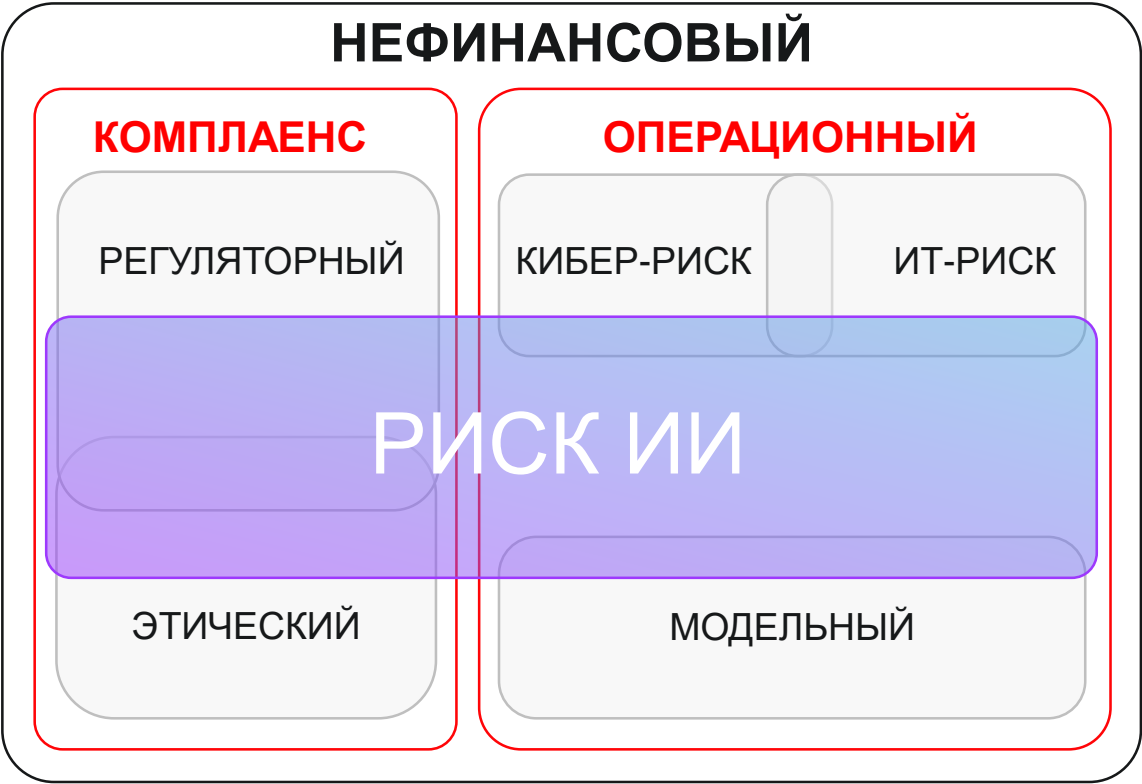 НЕФИНАНСОВЫЙ
КОМПЛАЕНС
ОПЕРАЦИОННЫЙ
РЕГУЛЯТОРНЫЙ
КИБЕР-РИСК
ИТ-РИСК
РИСК ИИ
ЭТИЧЕСКИЙ
МОДЕЛЬНЫЙ